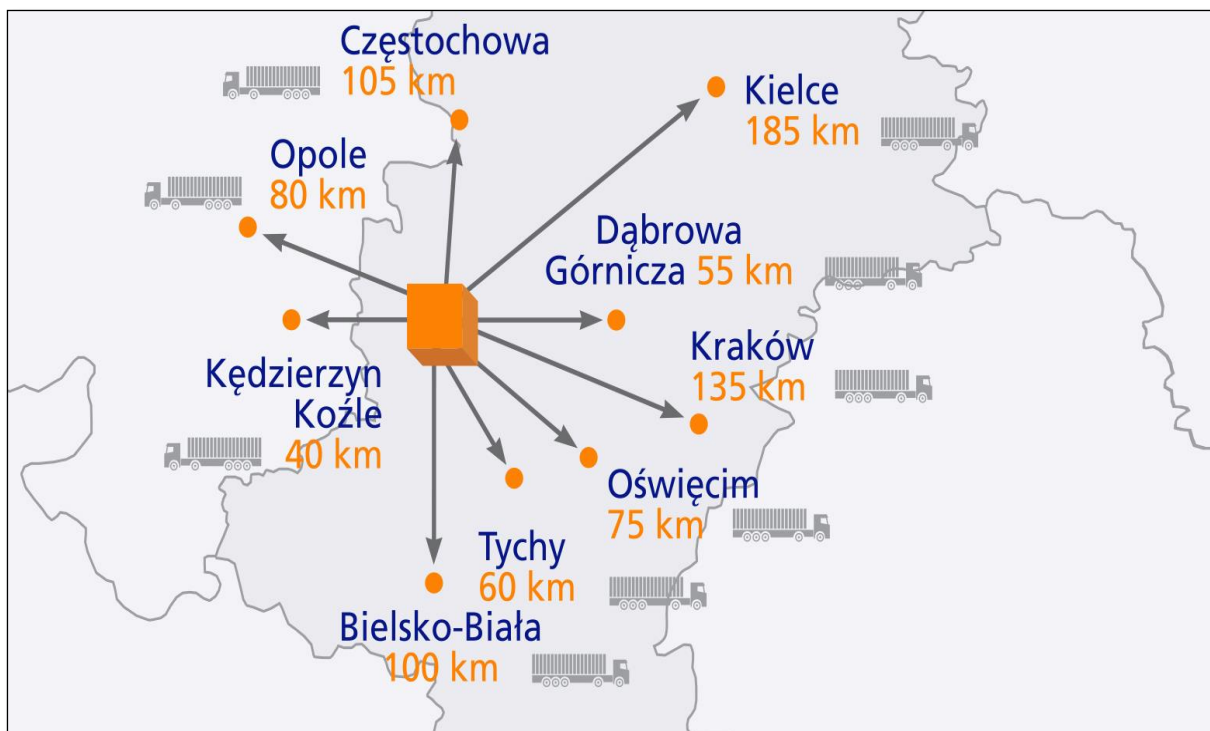 Częstochowa
105 km
Kielce
185 km
Opole
80 km
Dąbrowa
Górnicza 55 km
Kraków
135 km
Kędzierzyn
Koźle
40 km
Oświęcim
75 km
Tychy
60 km
Bielsko-Biała
100 km